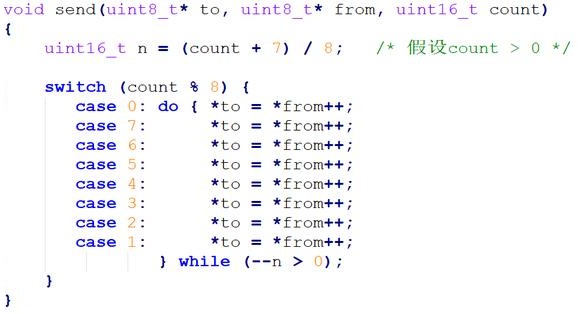 void send(uint8_t* to, uint8_t* from, uint16_t count)
{
    uint16_t n = (count + 7) / 8;   /* 假设count > 0 */

    switch (count % 8) {
       case 0: do { *to = *from++;
       case 7:      *to = *from++;
       case 6:      *to = *from++;
       case 5:      *to = *from++;
       case 4:      *to = *from++;
       case 3:      *to = *from++;
       case 2:      *to = *from++;
       case 1:      *to = *from++;
               } while (--n > 0);
    }
}